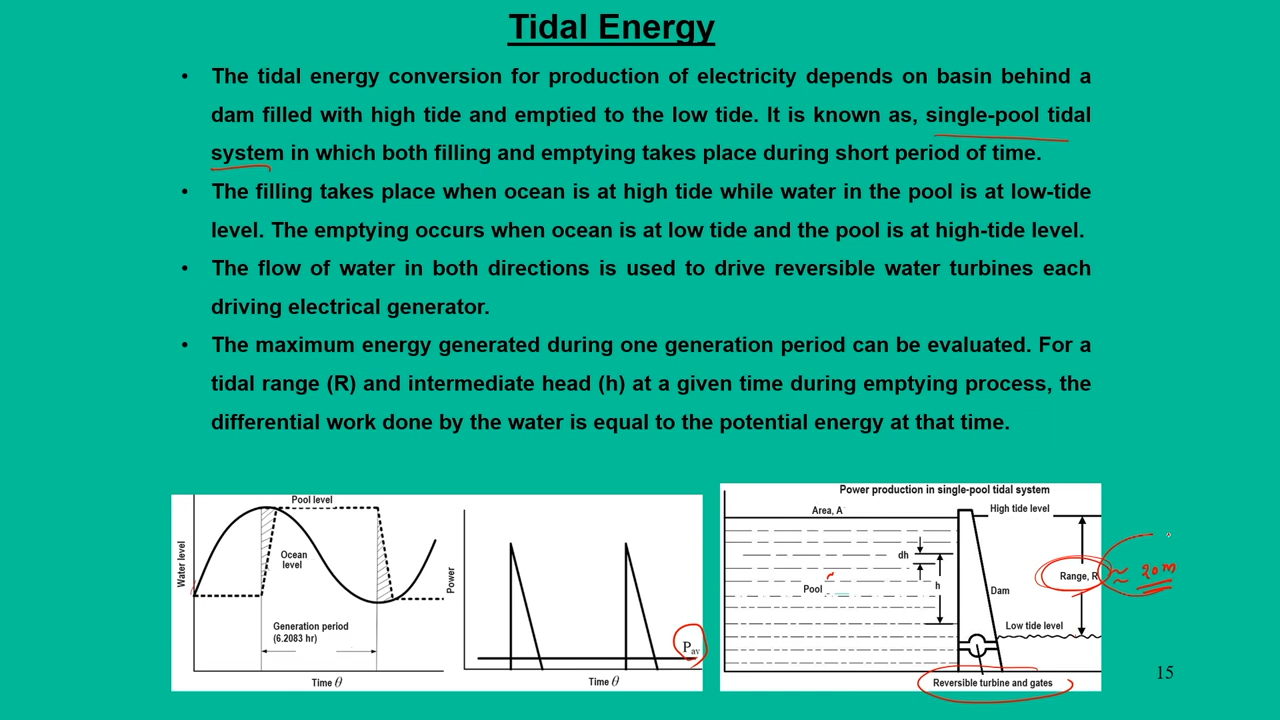 Tidal Energy
• The tidal energy conversion for production of electricity depends on basin behind a
dam filled with high tide and emptied to the low tide. It is known as, single-pool tidal
system in which both filling and emptying takes place during short period of time.
• The filling takes place when ocean is at high tide while water in the pool is at low-tide
level. The emptying occurs when ocean is at low tide and the pool is at high-tide level.
• The flow of water in both directions is used to drive reversible water turbines each
driving electrical generator.
• The maximum energy generated during one generation period can be evaluated. For a
tidal range (R) and intermediate head (h) at a given time during emptying process, the
differential work done by the water is equal to the potential energy at that time.
Pool level
Water level
Ocean
level
Generation period
(6.2083 hr)
Time θ
Power
Pav
Time θ
Power production in single-pool tidal system
Area, A
High tide level
dh
h
Pool
Range, R
≈ 20 m
Dam
Low tide level
Reversible turbine and gates
15